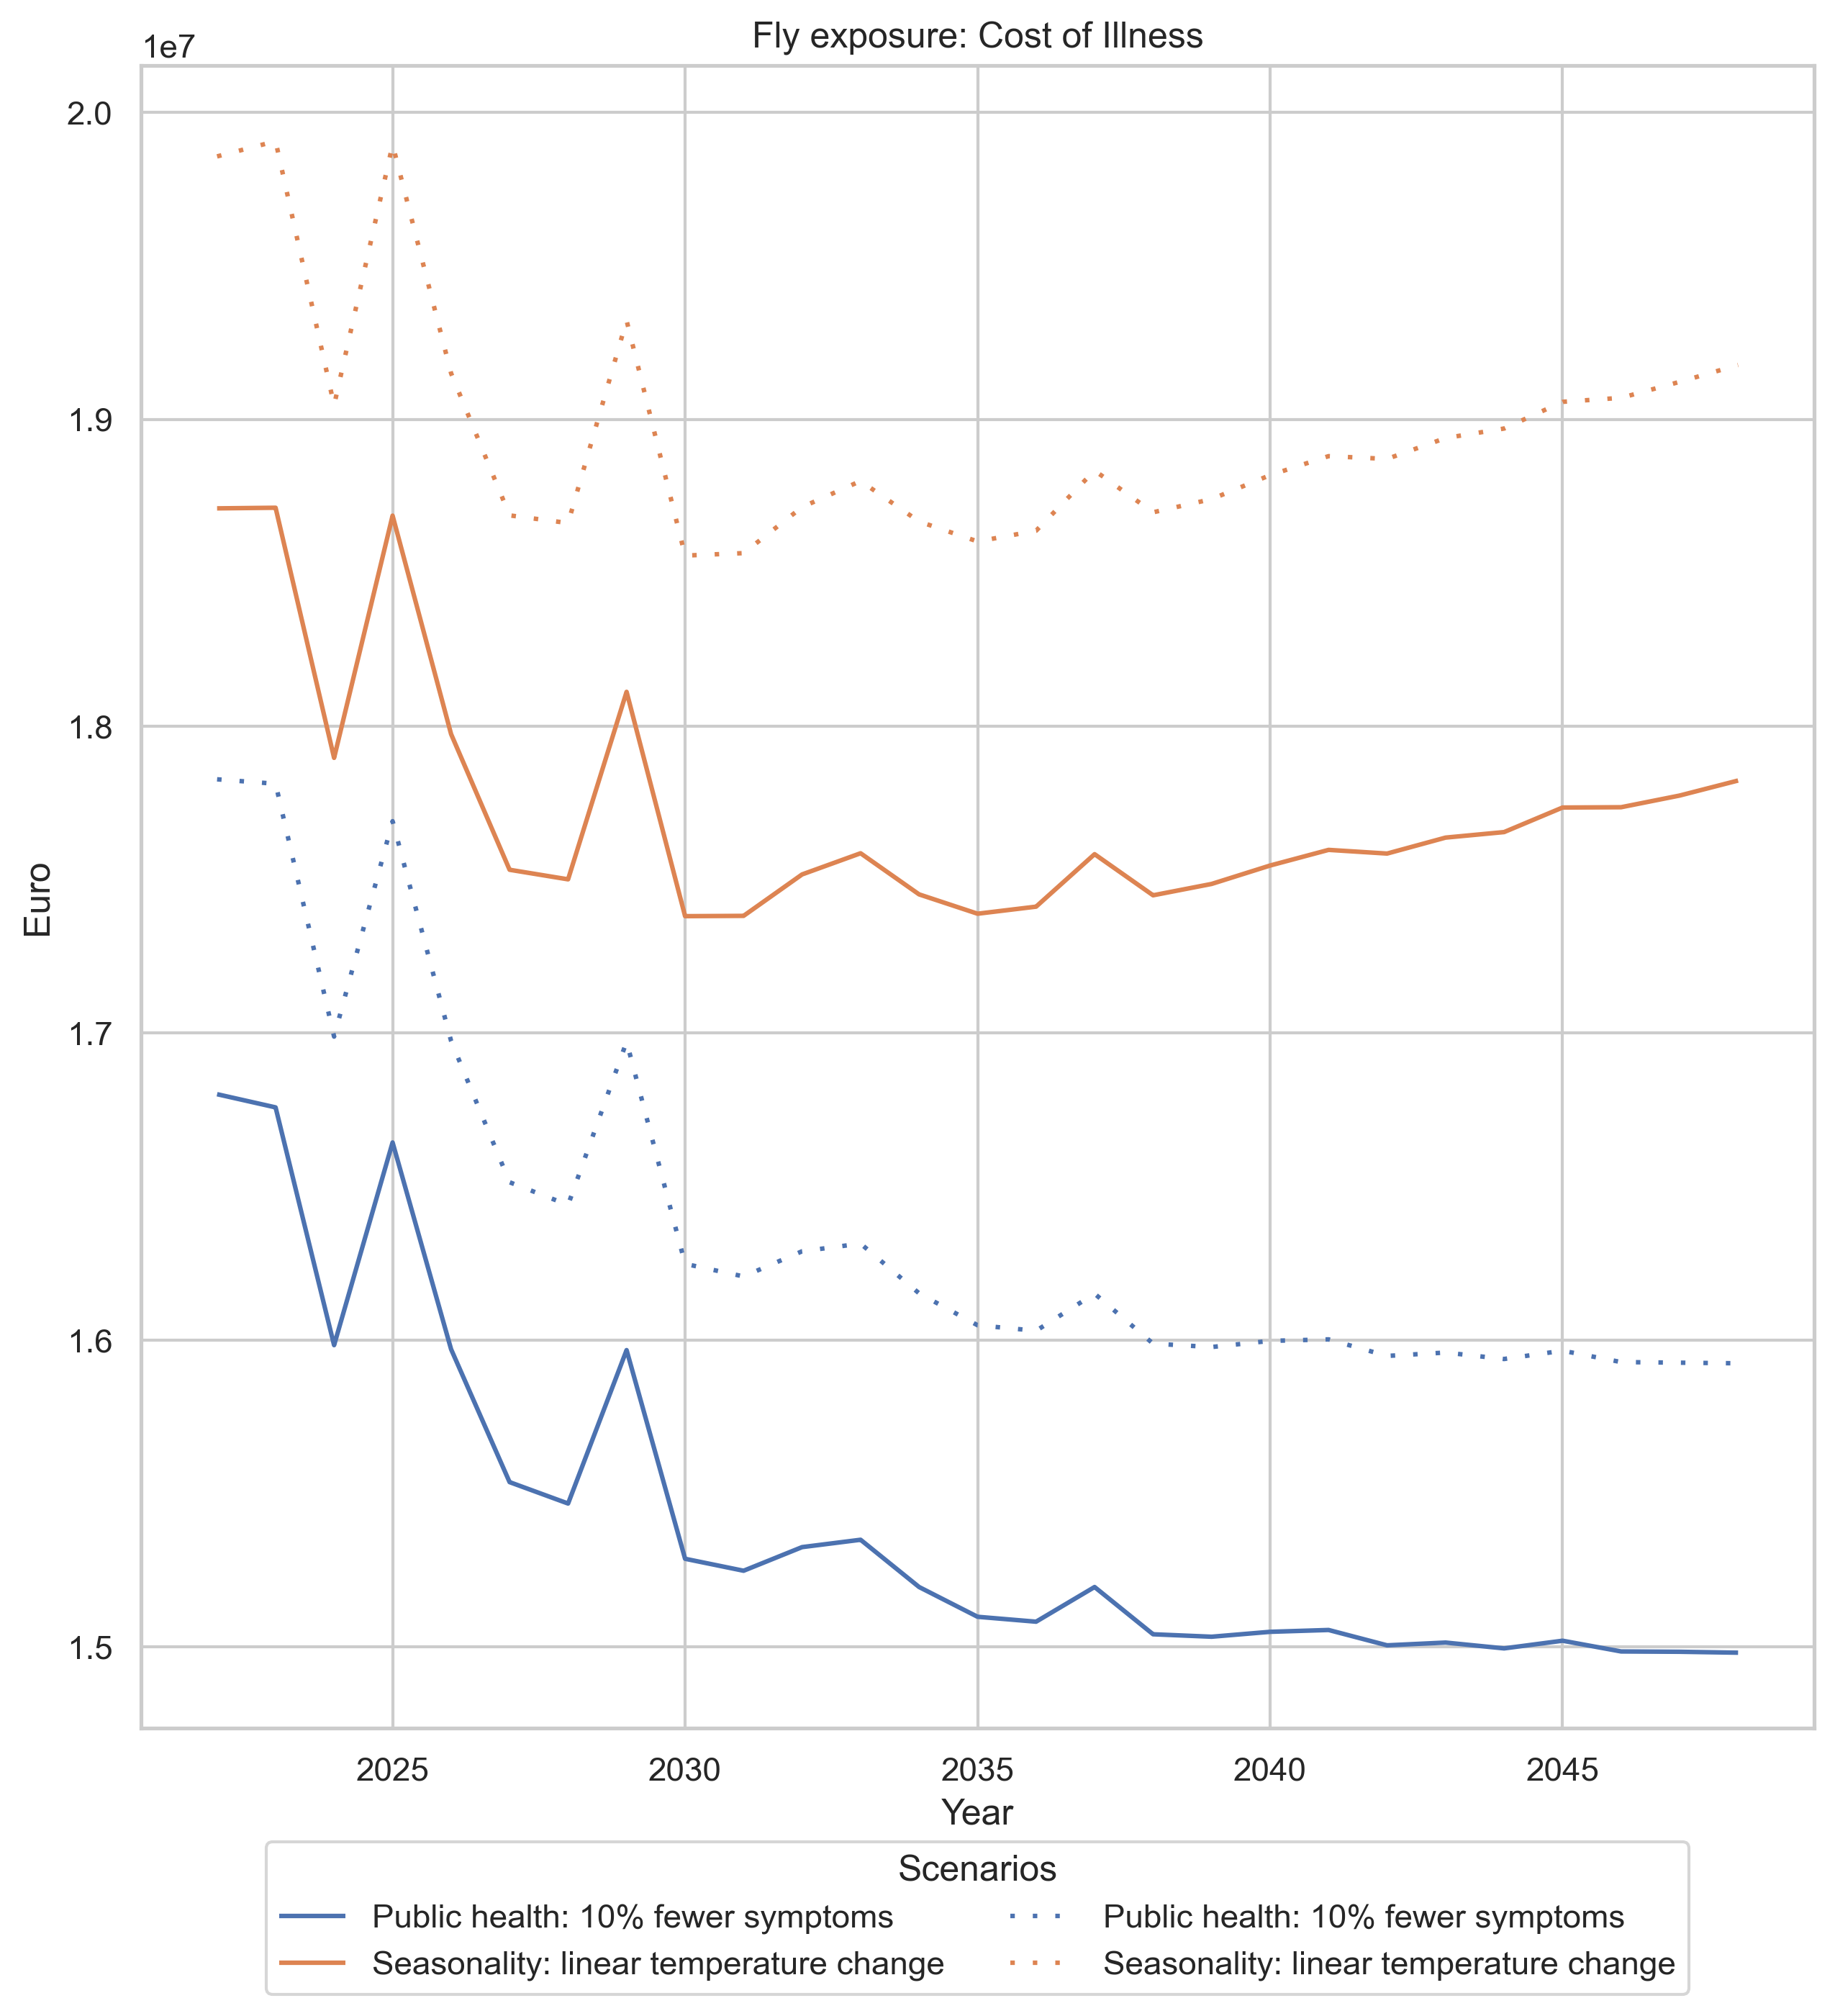 Fly exposure: Cost of Illness
1e7
2.0
1.9
1.8
1.7
1.6
1.5
Euro
2025 2030 2035 2040 2045
Year
Scenarios
Public health: 10% fewer symptoms Public health: 10% fewer symptoms
Seasonality: linear temperature change Seasonality: linear temperature change